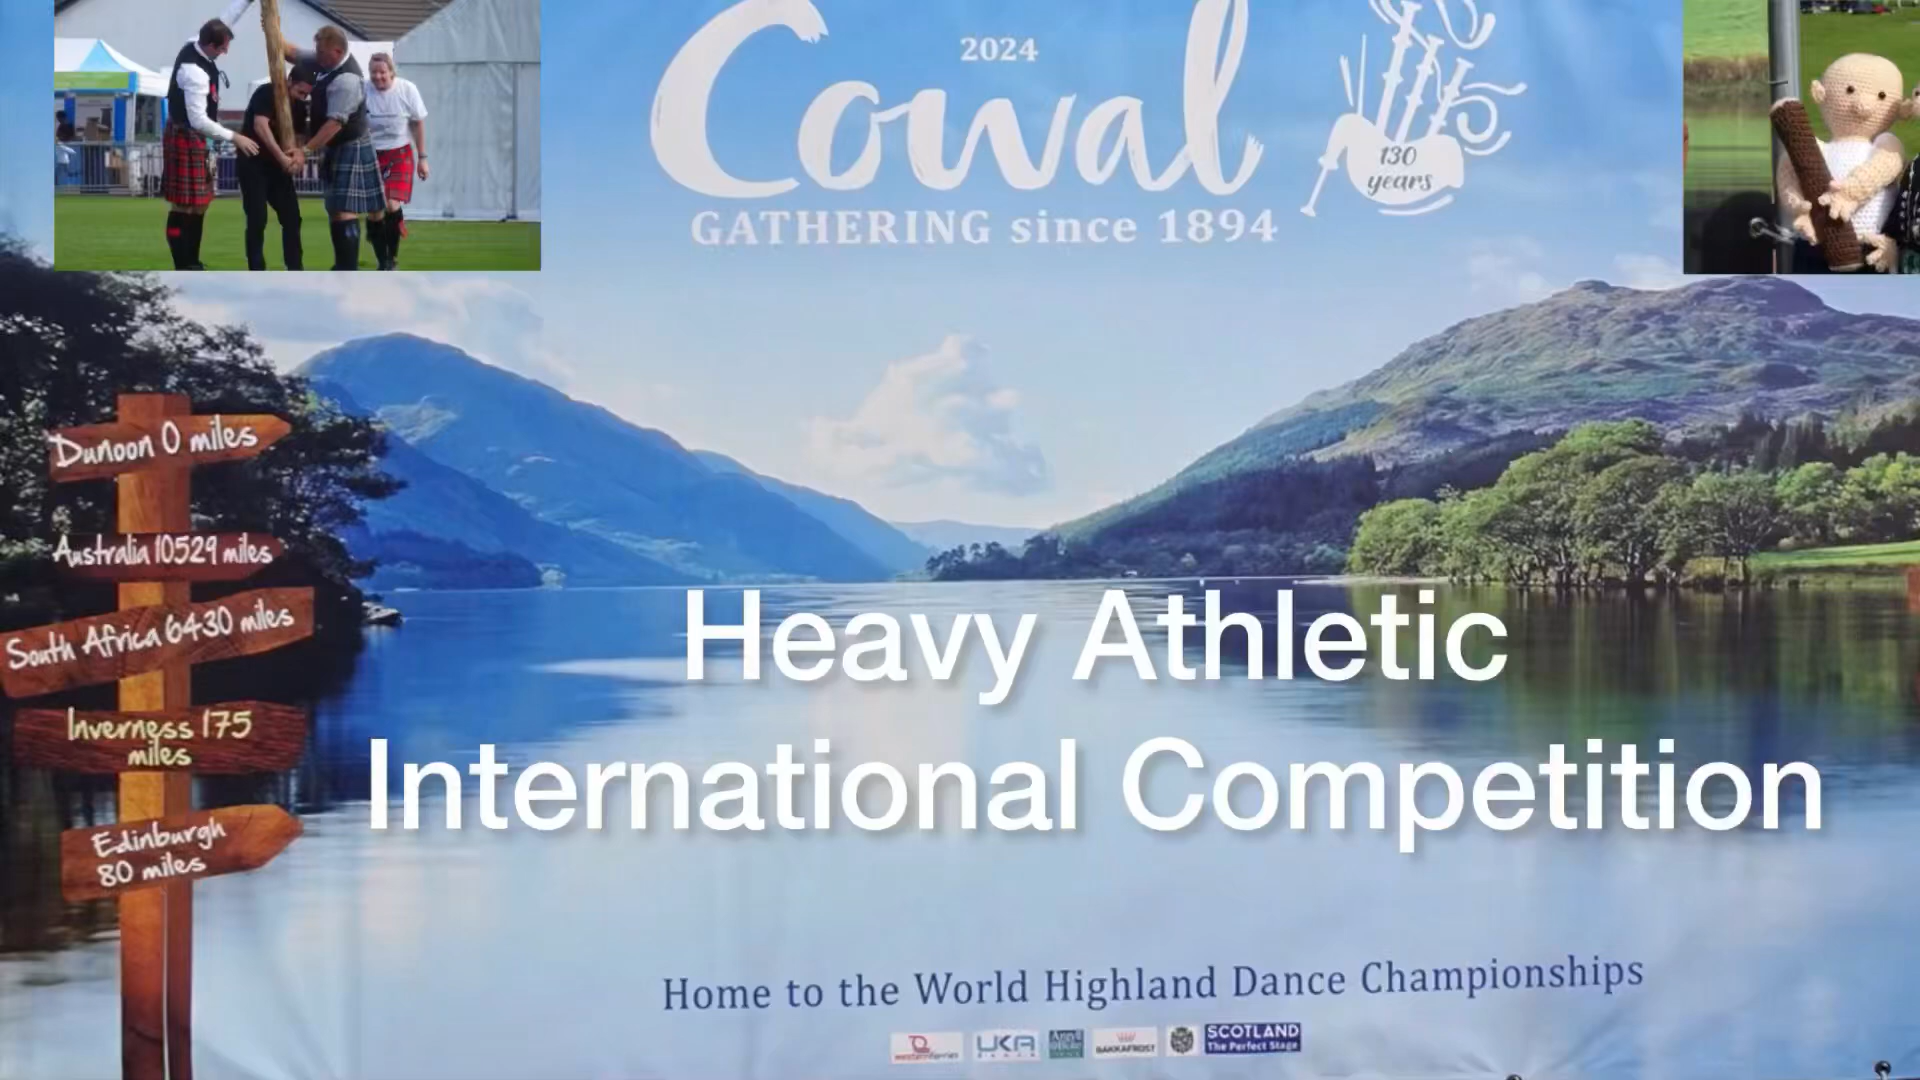 2024
Cowal
130
years
GATHERING since 1894
Dunoon 0 miles
Australia 10529 miles
South Africa 6430 miles
Inverness 175
miles
Edinburgh
80 miles
Heavy Athletic
International Competition
Home to the World Highland Dance Championships
UKA
BAKKAFROST
SCOTLAND
The Perfect Stage